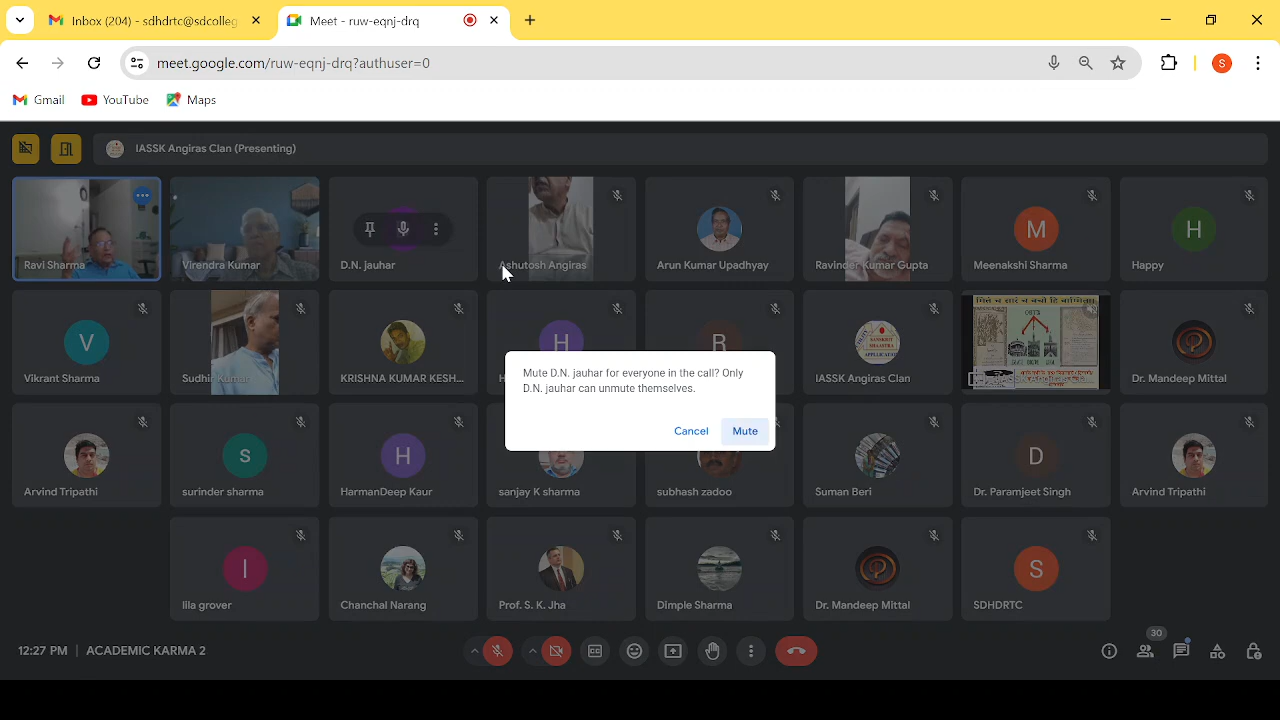 Inbox (204) - sdhdrtc@sdcolleg
Meet - ruw-eqnj-drq
meet.google.com/ruw-eqnj-drq?authuser=0
S
Gmail
YouTube
Maps
IASSK Angiras Clan (Presenting)
Ravi Sharma
Virendra Kumar
D.N. jauhar
Ashutosh Angiras
Arun Kumar Upadhyay
Ravinder Kumar Gupta
M
Meenakshi Sharma
H
Happy
V
Vikrant Sharma
Sudhir Kumar
KRISHNA KUMAR KESH...
H
R
IASSK Angiras Clan
Dr. Mandeep Mittal
Mute D.N. jauhar for everyone in the call? Only
D.N. jauhar can unmute themselves.
Cancel
Mute
Arvind Tripathi
s
surinder sharma
H
HarmanDeep Kaur
sanjay K sharma
subhash zadoo
Suman Beri
D
Dr. Paramjeet Singh
Arvind Tripathi
l
lila grover
Chanchal Narang
Prof. S. K. Jha
Dimple Sharma
Dr. Mandeep Mittal
S
SDHDRTC
12:27 PM | ACADEMIC KARMA 2
30